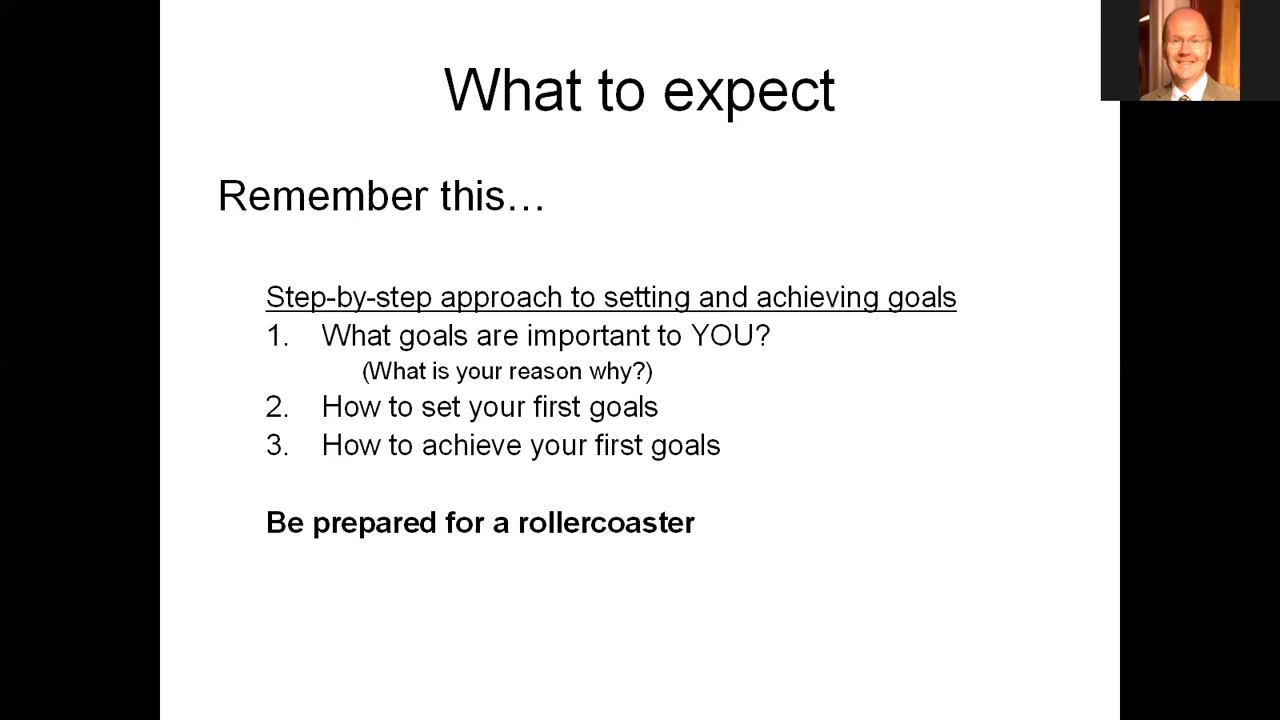 What to expect
Remember this…
Step-by-step approach to setting and achieving goals
1. What goals are important to YOU?
(What is your reason why?)
2. How to set your first goals
3. How to achieve your first goals
Be prepared for a rollercoaster